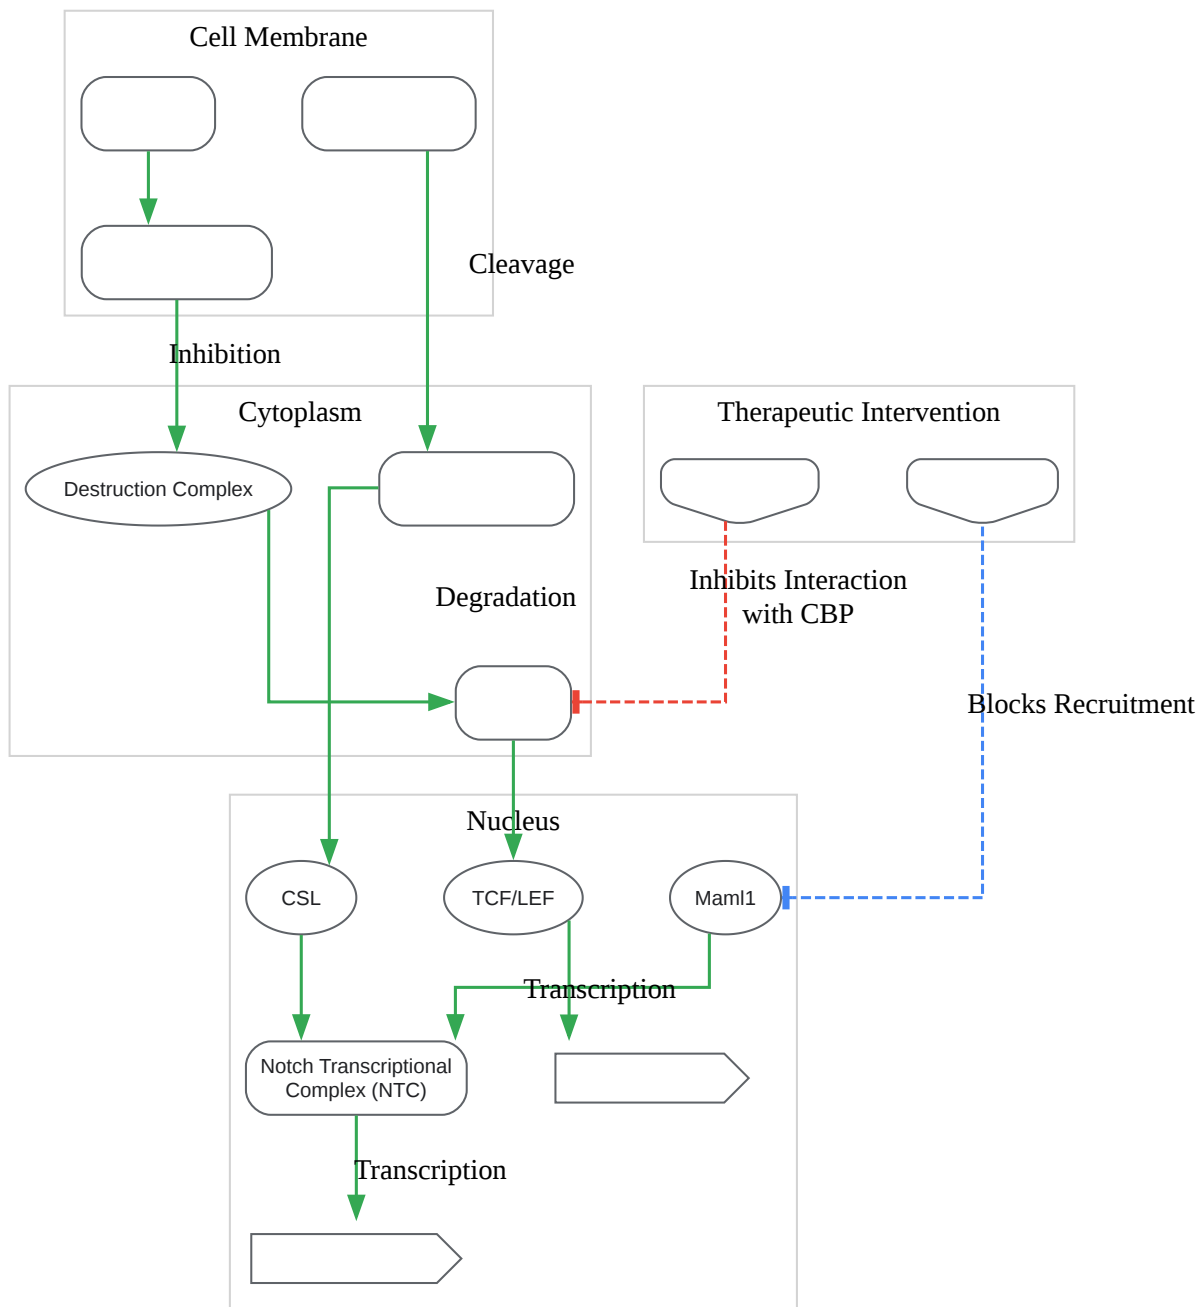 Cell Membrane
Cleavage
Inhibition
Cytoplasm
Therapeutic Intervention
Destruction Complex
Inhibits Interaction
with CBP
Degradation
Blocks Recruitment
Nucleus
CSL
TCF/LEF
Maml1
Transcription
Notch Transcriptional
Complex (NTC)
Transcription